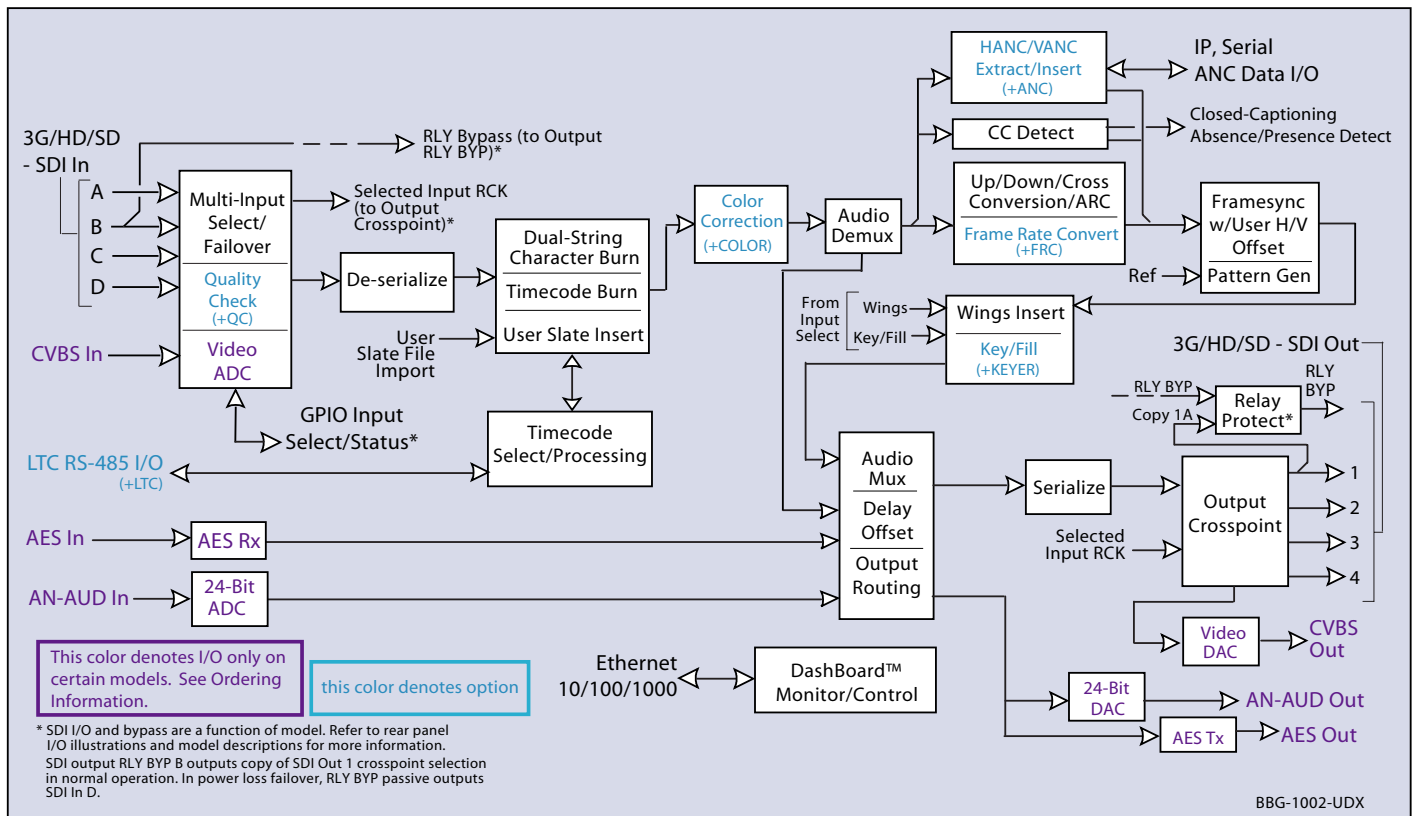 3G/HD/SD
- SDI In
A
B
C
D
CVBS In
RLY Bypass (to Output
RLY BYP)*
Multi-Input
Select/
Failover
Quality
Check
(+QC)
Video
ADC
Selected Input RCK
(to Output
Crosspoint)*
De-serialize
GPIO Input
Select/Status*
User
Slate File
Import
Dual-String
Character Burn
Timecode Burn
User Slate Insert
Timecode
Select/Processing
LTC RS-485 I/O
(+LTC)
Color
Correction
(+COLOR)
Audio
Demux
HANC/VANC
Extract/Insert
(+ANC)
IP, Serial
ANC Data I/O
CC Detect
Closed-Captioning
Absence/Presence Detect
Up/Down/Cross
Conversion/ARC
Frame Rate Convert
(+FRC)
Framesync
w/User H/V
Offset
Pattern Gen
Ref
From
Input
Select
Wings
Key/Fill
Wings Insert
Key/Fill
(+KEYER)
3G/HD/SD - SDI Out
RLY BYP
Copy 1A
Relay
Protect*
RLY
BYP
AES In
AES Rx
AN-AUD In
24-Bit
ADC
Audio
Mux
Delay
Offset
Output
Routing
Serialize
Selected
Input RCK
Output
Crosspoint
1
2
3
4
Video
DAC
CVBS
Out
24-Bit
DAC
AN-AUD Out
AES Tx
AES Out
Ethernet
10/100/1000
DashBoard™
Monitor/Control
This color denotes I/O only on
certain models. See Ordering
Information.
this color denotes option
* SDI I/O and bypass are a function of model. Refer to rear panel
I/O illustrations and model descriptions for more information.
SDI output RLY BYP B outputs copy of SDI Out 1 crosspoint selection
in normal operation. In power loss failover, RLY BYP passive outputs
SDI In D.
BBG-1002-UDX